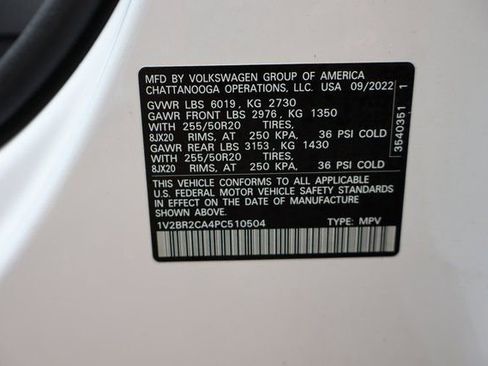 MFD BY VOLKSWAGEN GROUP OF AMERICA
CHATTANOOGA OPERATIONS, LLC. USA 09/2022
GVWR LBS 6019, KG 2730
GAWR FRONT LBS 2976, KG 1350
WITH 255/50R20 TIRES,
8JX20 RIMS, AT 250 KPA, 36 PSI COLD
GAWR REAR LBS 3153, KG 1430
WITH 255/50R20 TIRES,
8JX20 RIMS, AT 250 KPA, 36 PSI COLD
THIS VEHICLE CONFORMS TO ALL APPLICABLE
U.S. FEDERAL MOTOR VEHICLE SAFETY STANDARDS
IN EFFECT ON THE DATE OF MANUFACTURE
SHOWN ABOVE.
1V2BR2CA4PC510504 TYPE: MPV
3540351 1